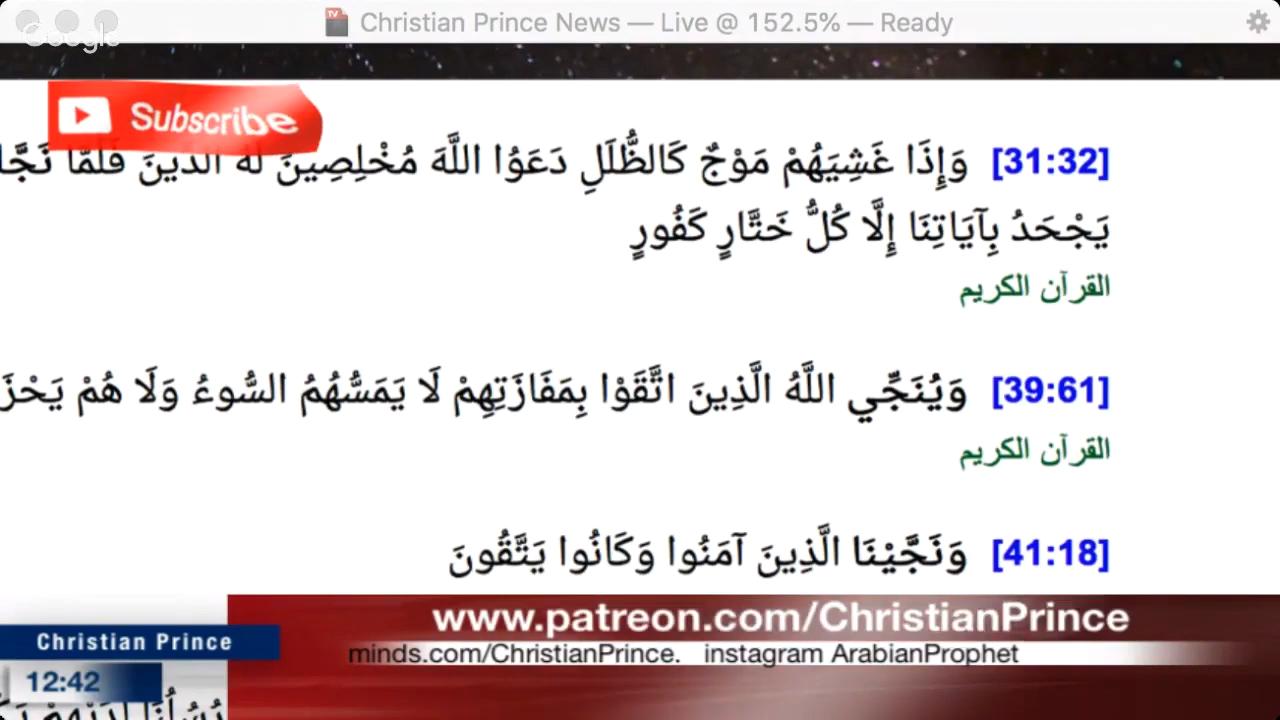 Christian Prince News — Live @ 152.5% — Ready
Google
Subscribe
[31:32] وَإِذَا غَشِيَهُمْ مَوْجٌ كَالظُّلَلِ دَعَوُا اللَّهَ مُخْلِصِينَ لَهُ الدِّينَ فَلَمَّا
يَجْحَدُ بِآيَاتِنَا إِلَّا كُلُّ خَتَّارٍ كَفُورٍ
القرآن الكريم
[39:61] وَيُنَجِّي اللَّهُ الَّذِينَ اتَّقَوْا بِمَفَازَتِهِمْ لَا يَمَسُّهُمُ السُّوءُ وَلَا هُمْ
القرآن الكريم
[41:18] وَنَجَّيْنَا الَّذِينَ آمَنُوا وَكَانُوا يَتَّقُونَ
www.patreon.com/ChristianPrince
Christian Prince
minds.com/ChristianPrince. instagram ArabianProphet
12:42